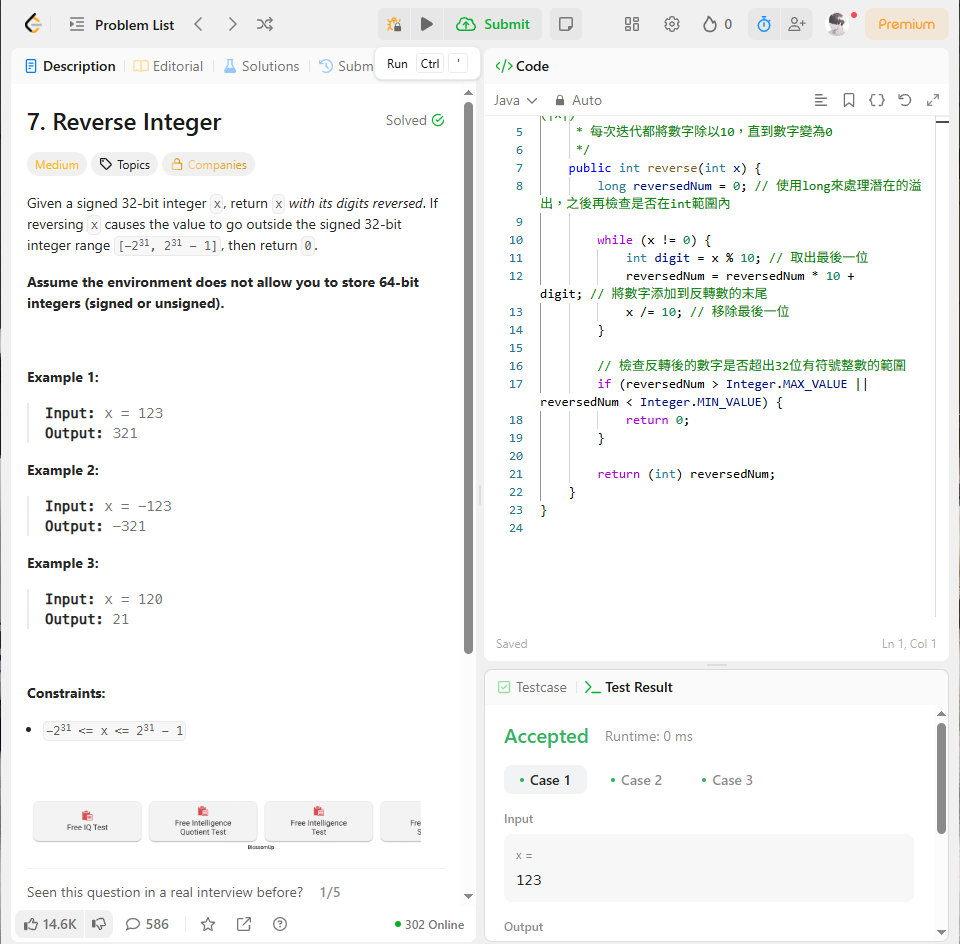 Problem List
Submit
0
Premium
Description
Editorial
Solutions
Subm
Run Ctrl '
7. Reverse Integer
Solved
Medium
Topics
Companies
Given a signed 32-bit integer x, return x with its digits reversed. If
reversing x causes the value to go outside the signed 32-bit
integer range [-2³¹, 2³¹ - 1], then return 0.
Assume the environment does not allow you to store 64-bit
integers (signed or unsigned).
Example 1:
Input: x = 123
Output: 321
Example 2:
Input: x = -123
Output: -321
Example 3:
Input: x = 120
Output: 21
Constraints:
-2³¹ <= x <= 2³¹ - 1
Free IQ Test
Free Intelligence
Quotient Test
Free Intelligence
Test
Fre
S
BlossomUp
Seen this question in a real interview before? 1/5
14.6K
586
302 Online
</> Code
Java
Auto
5 * 每次迭代都將數字除以10，直到數字變為0
6 */
7 public int reverse(int x) {
8 long reversedNum = 0; // 使用long來處理潛在的溢
出，之後再檢查是否在int範圍內
9
10 while (x != 0) {
11 int digit = x % 10; // 取出最後一位
12 reversedNum = reversedNum * 10 +
digit; // 將數字添加到反轉數的末尾
13 x /= 10; // 移除最後一位
14 }
15
16 // 檢查反轉後的數字是否超出32位有符號整數的範圍
17 if (reversedNum > Integer.MAX_VALUE ||
reversedNum < Integer.MIN_VALUE) {
18 return 0;
19 }
20
21 return (int) reversedNum;
22 }
23 }
24
Saved
Ln 1, Col 1
Testcase
Test Result
Accepted
Runtime: 0 ms
Case 1
Case 2
Case 3
Input
x =
123
Output